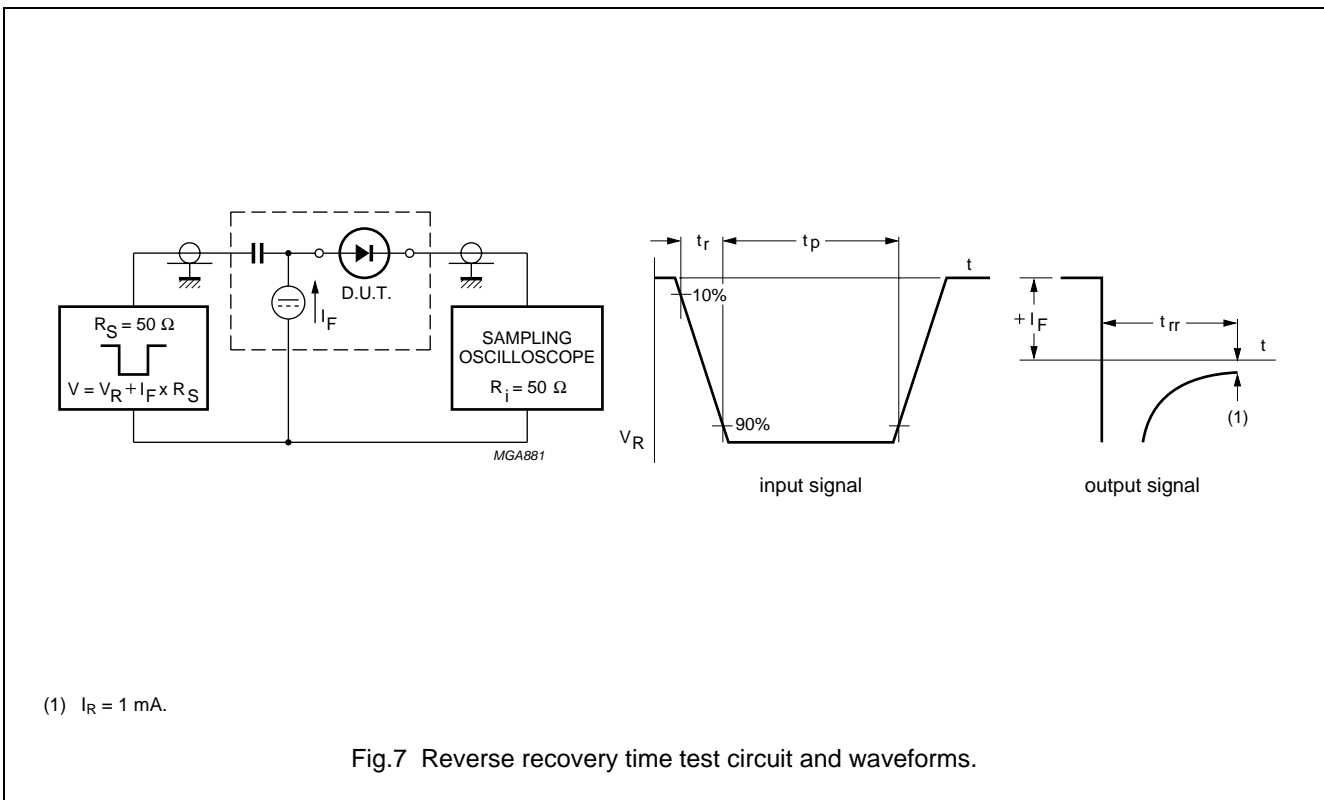 R_S = 50 Ω
V = V_R + I_F x R_S
I_F
D.U.T.
SAMPLING
OSCILLOSCOPE
R_i = 50 Ω
MGA881
t_r
t_p
t
10%
90%
V_R
input signal
+ I_F
t_rr
t
(1)
output signal
(1) I_R = 1 mA.
Fig.7 Reverse recovery time test circuit and waveforms.